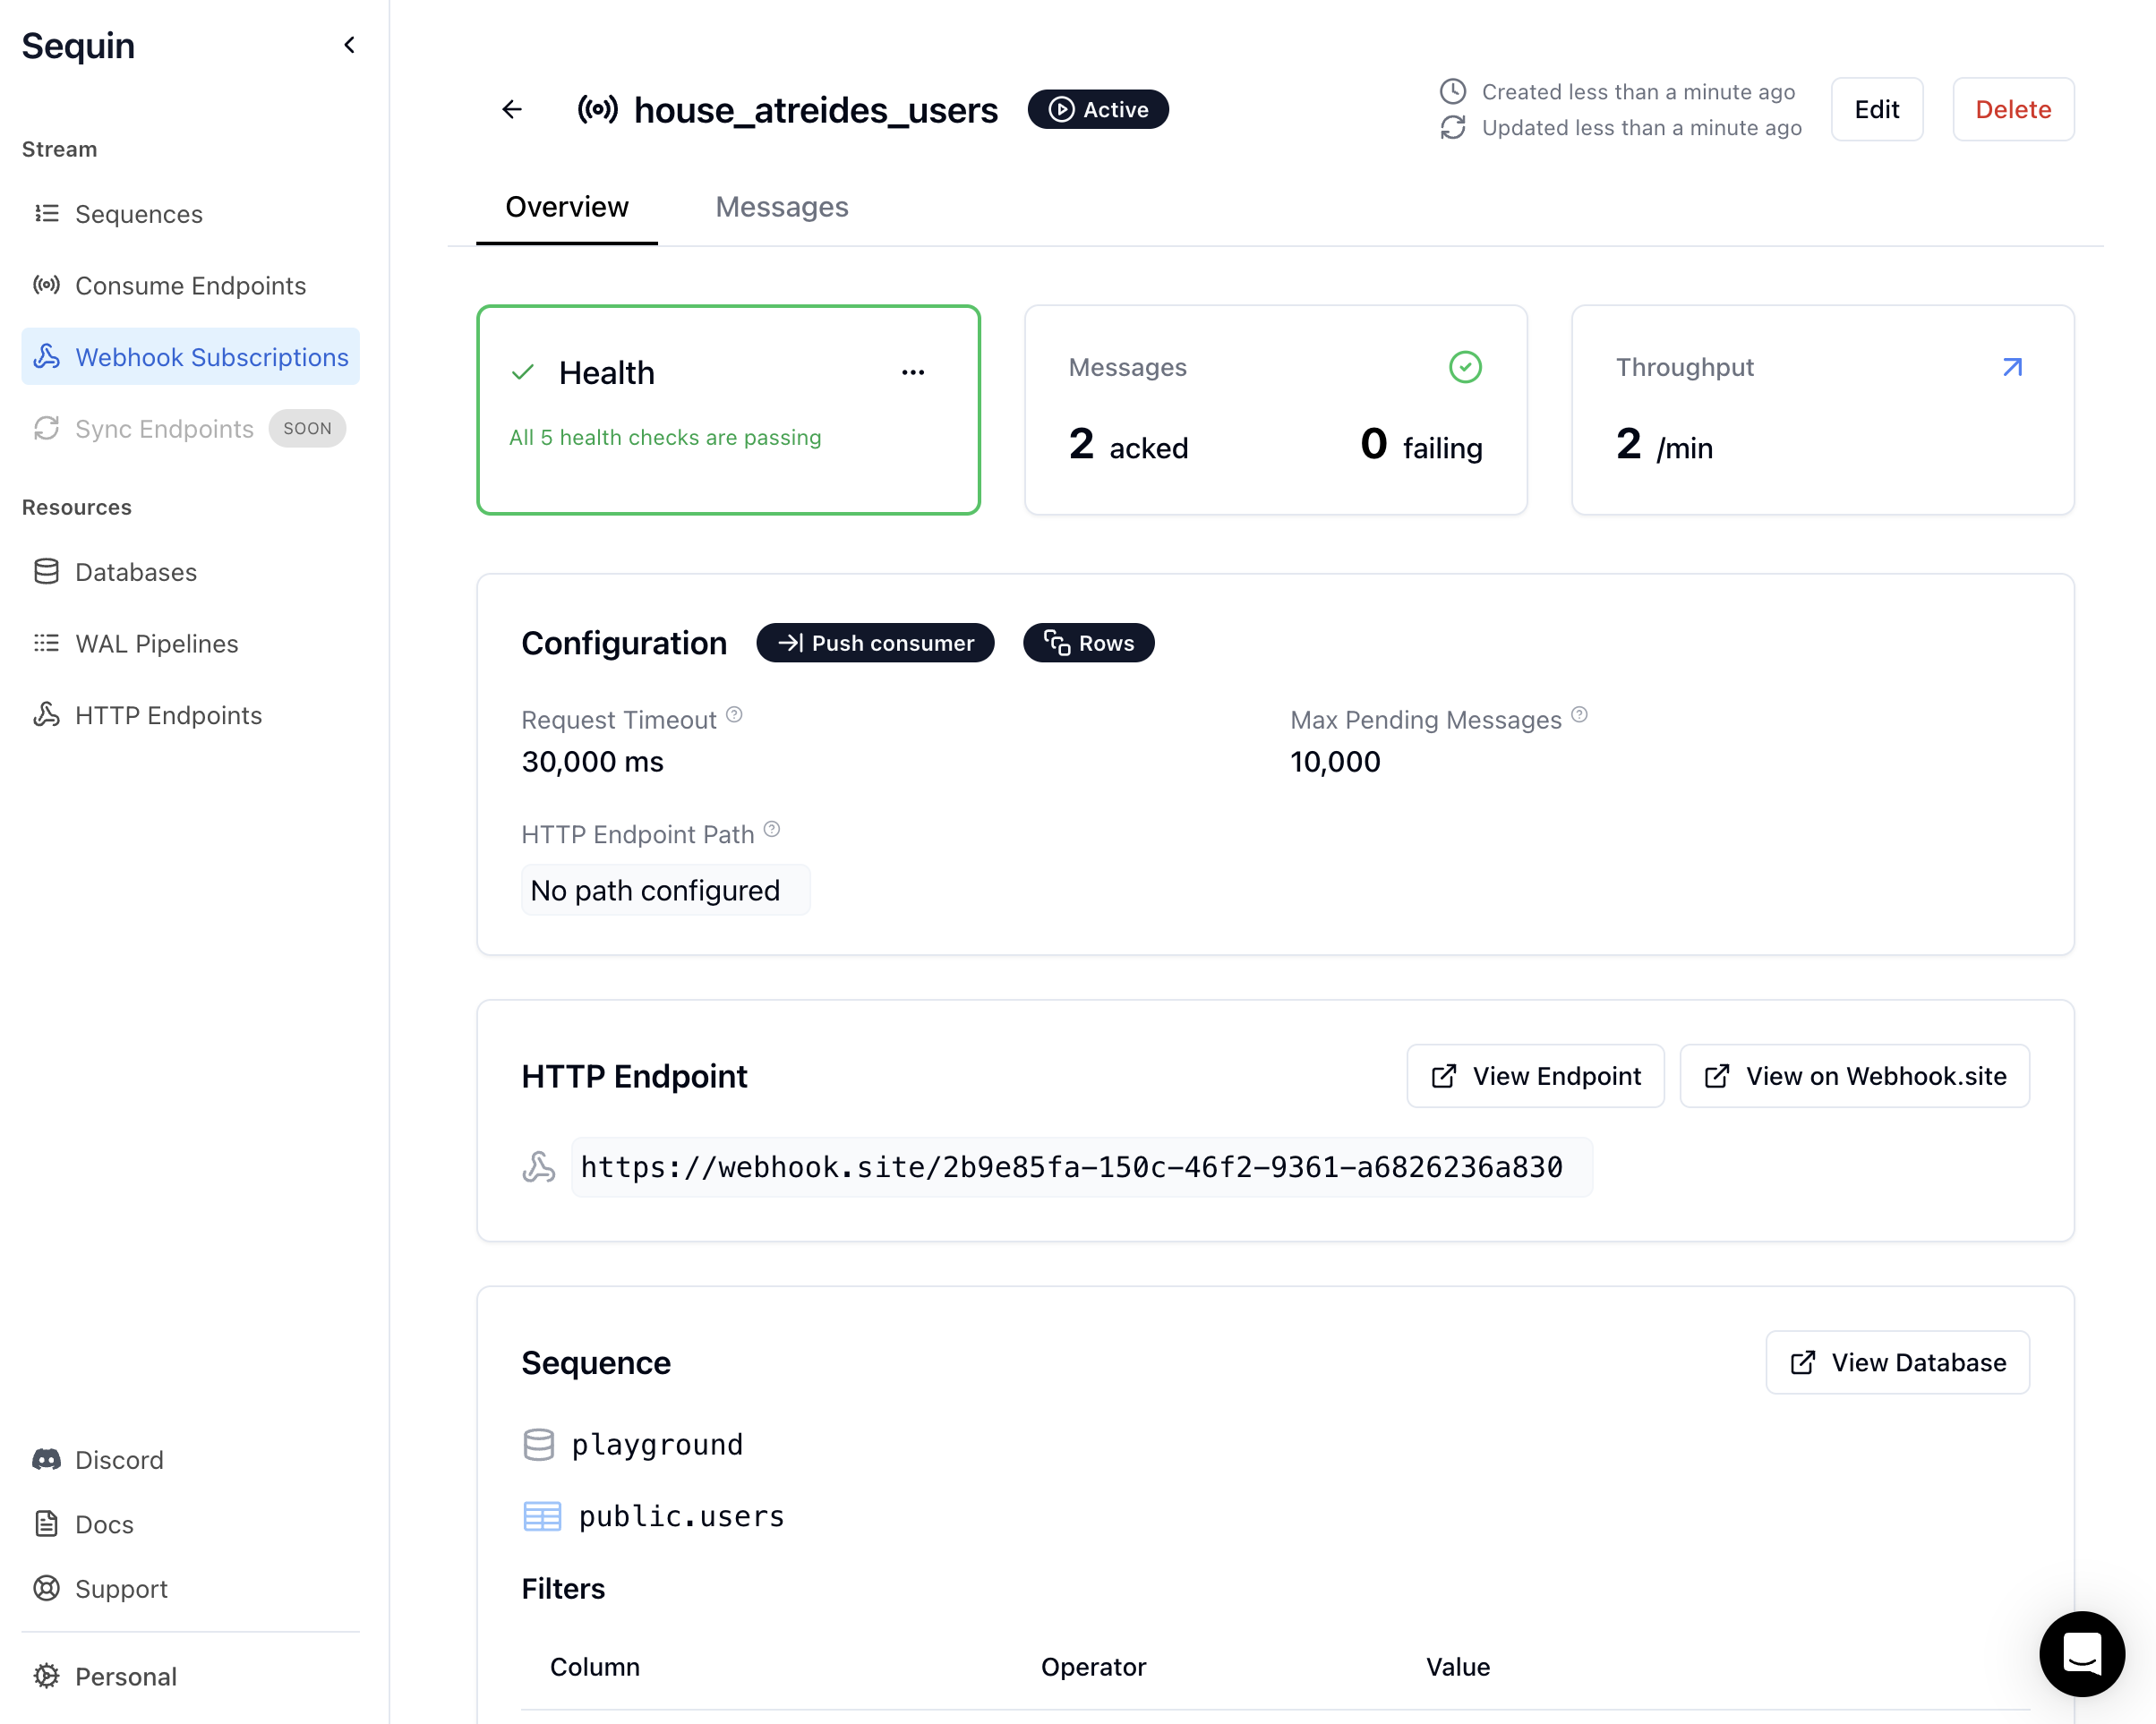 Sequin
Stream
Sequences
Consume Endpoints
Webhook Subscriptions
Sync Endpoints SOON
Resources
Databases
WAL Pipelines
HTTP Endpoints
Discord
Docs
Support
Personal
house_atreides_users Active
Created less than a minute ago
Updated less than a minute ago
Edit Delete
Overview Messages
Health
All 5 health checks are passing
Messages
2 acked 0 failing
Throughput
2 /min
Configuration Push consumer Rows
Request Timeout
30,000 ms
Max Pending Messages
10,000
HTTP Endpoint Path
No path configured
HTTP Endpoint View Endpoint View on Webhook.site
https://webhook.site/2b9e85fa-150c-46f2-9361-a6826236a830
Sequence View Database
playground
public.users
Filters
Column Operator Value